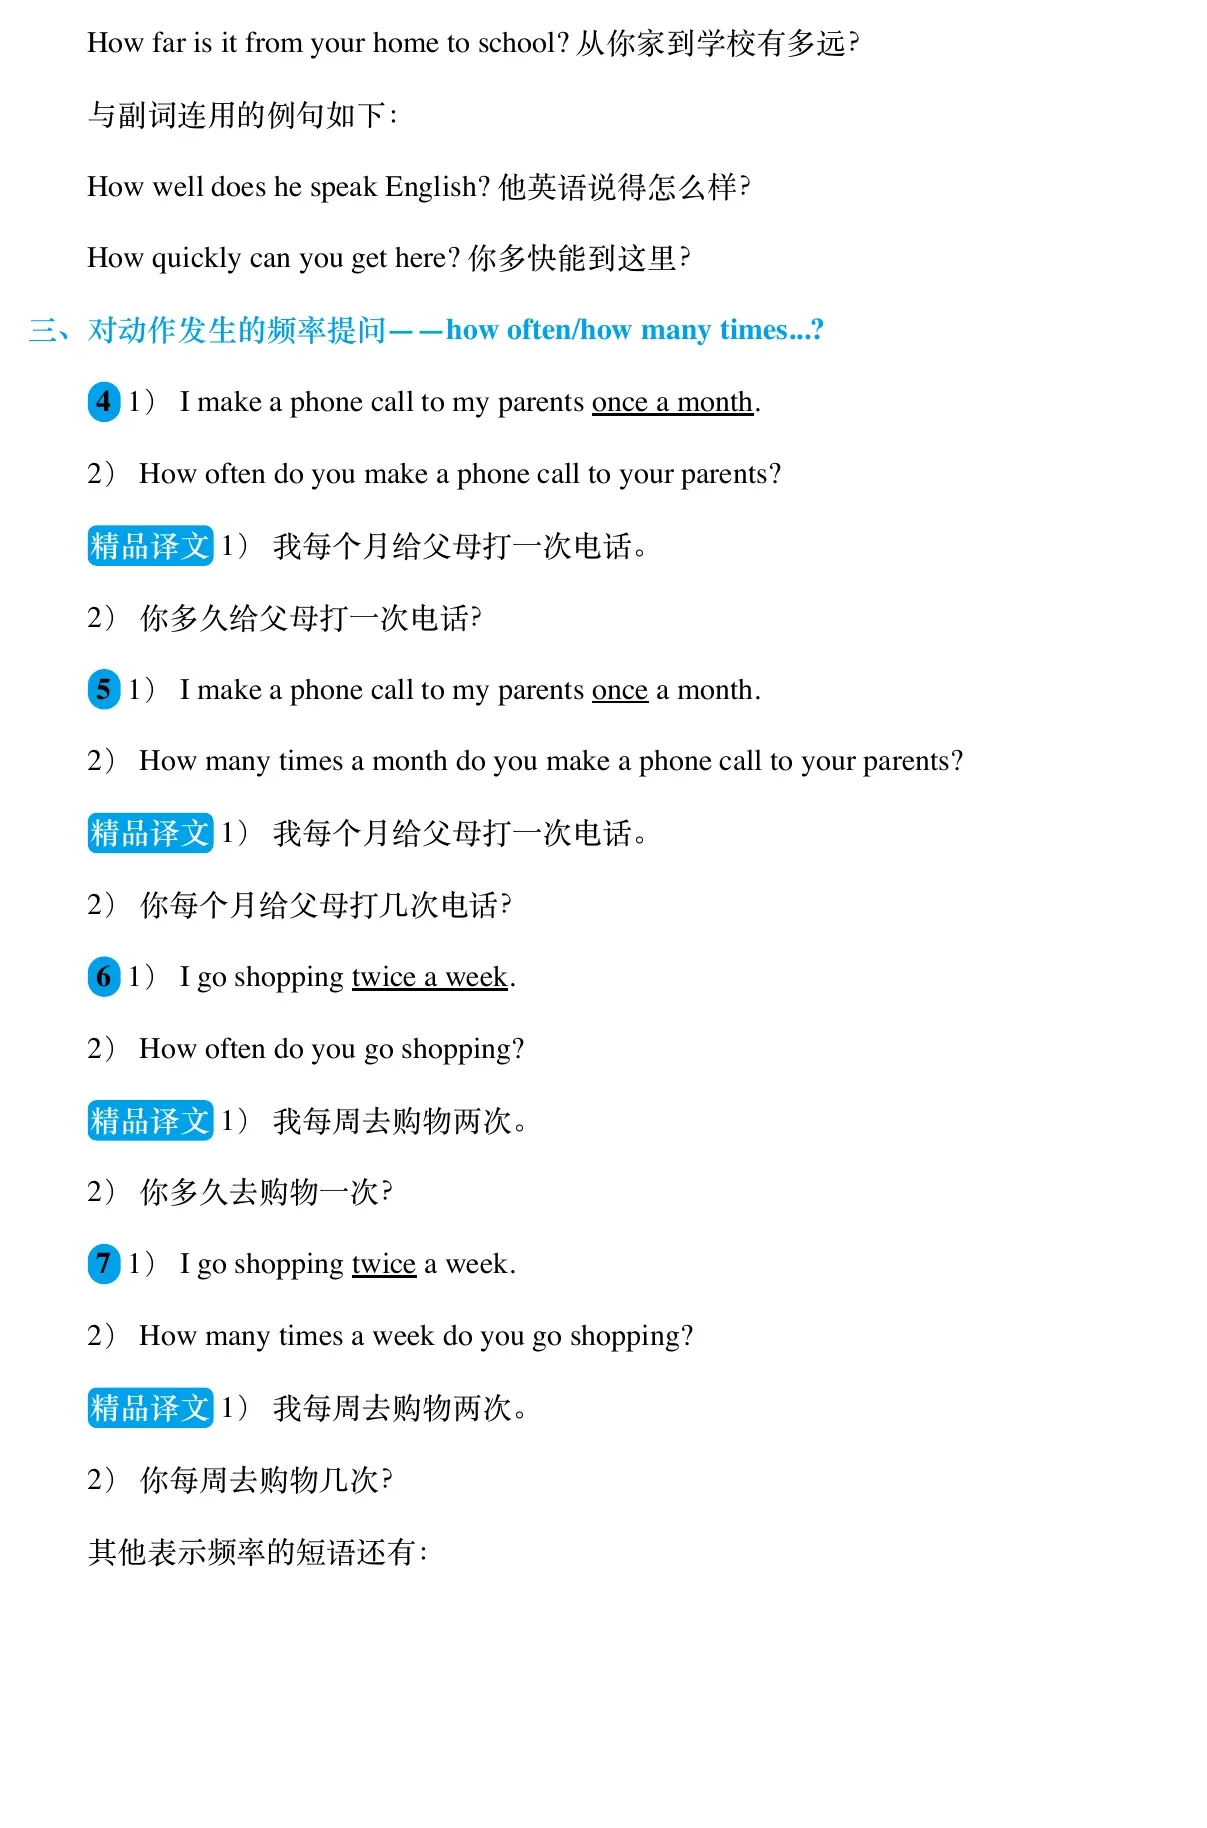 How far is it from your home to school? 从你家到学校有多远?
与副词连用的例句如下:
How well does he speak English? 他英语说得怎么样?
How quickly can you get here? 你多快能到这里?
三、对动作发生的频率提问——how often/how many times...?
4 1） I make a phone call to my parents once a month.
2） How often do you make a phone call to your parents?
精品译文 1） 我每个月给父母打一次电话。
2） 你多久给父母打一次电话?
5 1） I make a phone call to my parents once a month.
2） How many times a month do you make a phone call to your parents?
精品译文 1） 我每个月给父母打一次电话。
2） 你每个月给父母打几次电话?
6 1） I go shopping twice a week.
2） How often do you go shopping?
精品译文 1） 我每周去购物两次。
2） 你多久去购物一次?
7 1） I go shopping twice a week.
2） How many times a week do you go shopping?
精品译文 1） 我每周去购物两次。
2） 你每周去购物几次?
其他表示频率的短语还有: